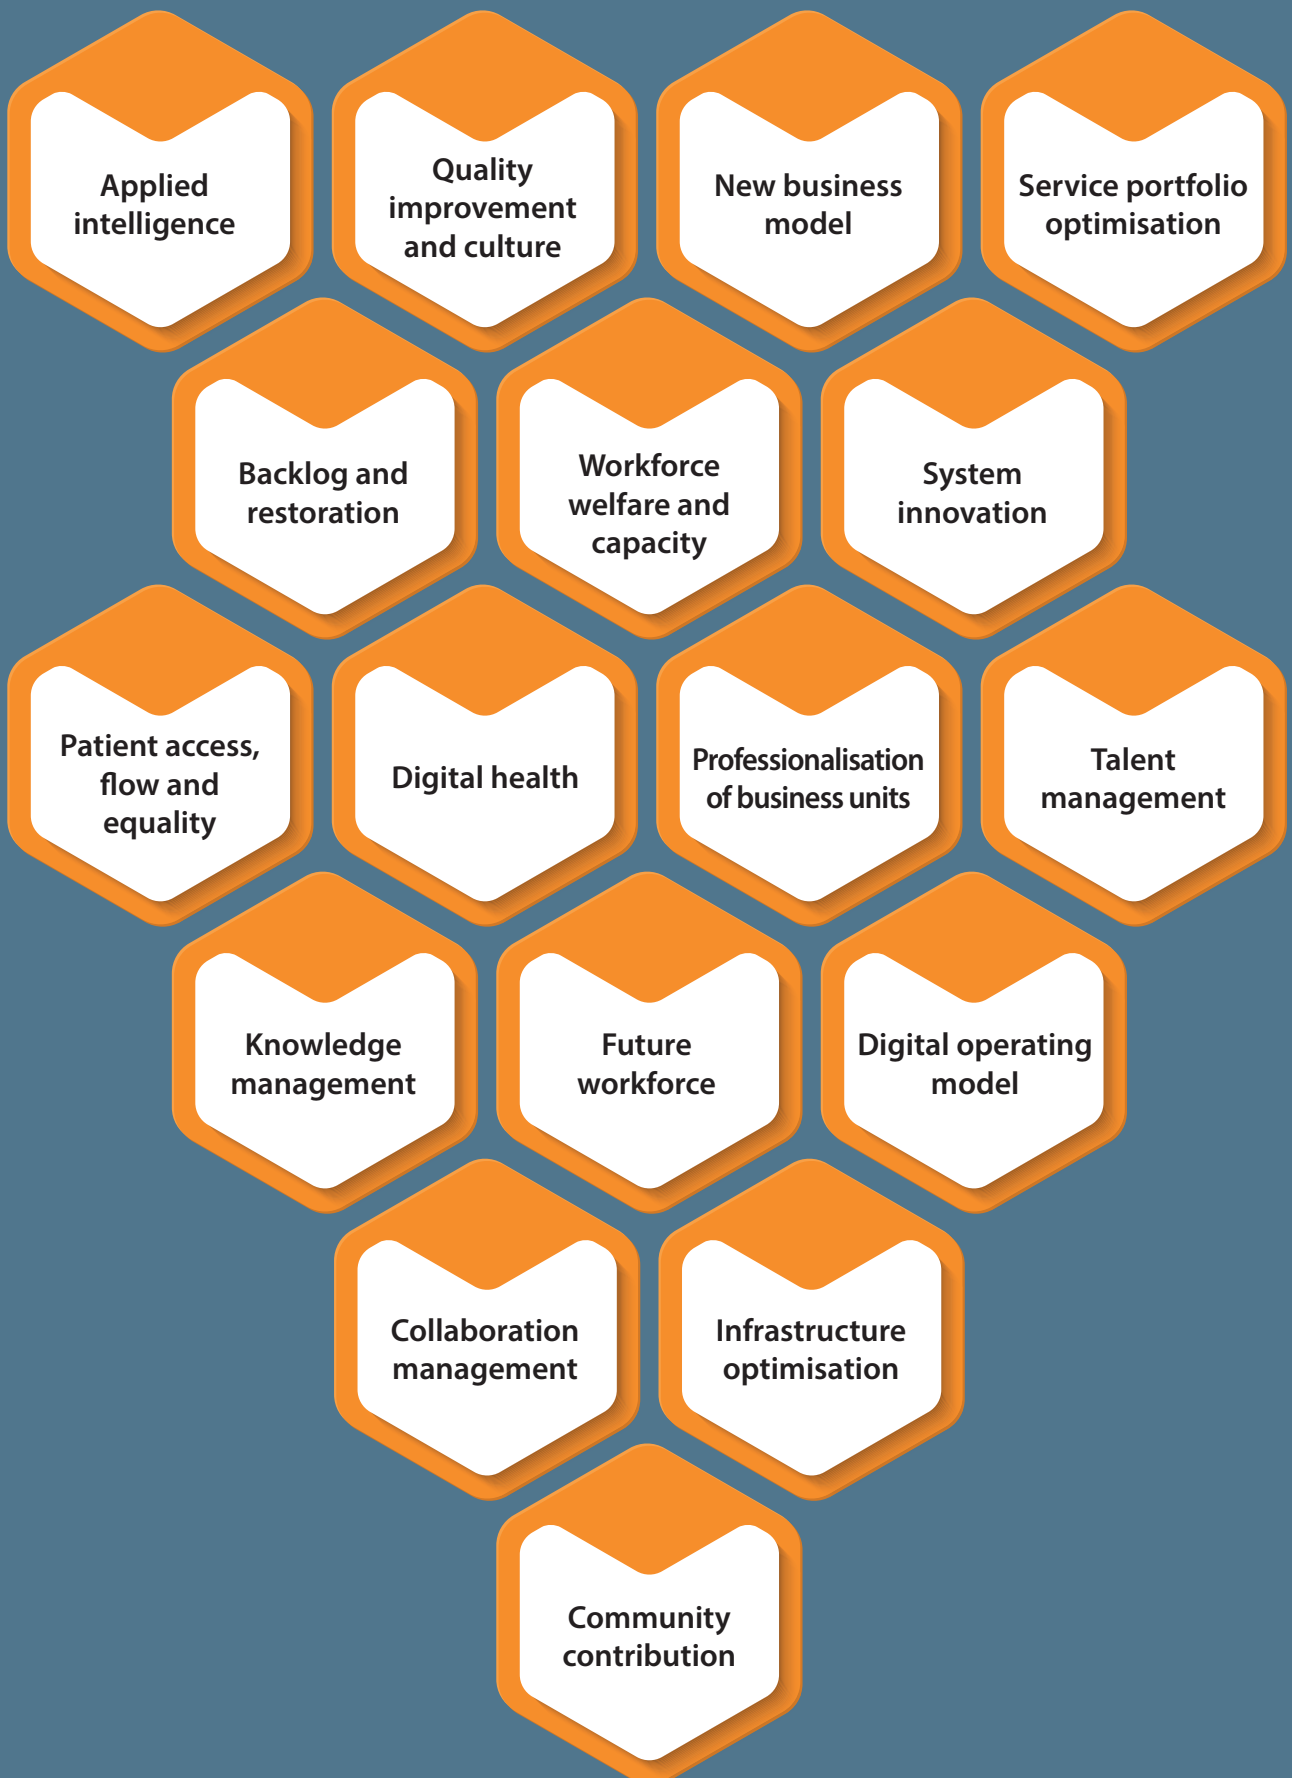 Applied
intelligence
Quality
improvement
and culture
New business
model
Service portfolio
optimisation
Backlog and
restoration
Workforce
welfare and
capacity
System
innovation
Patient access,
flow and
equality
Digital health
Professionalisation
of business units
Talent
management
Knowledge
management
Future
workforce
Digital operating
model
Collaboration
management
Infrastructure
optimisation
Community
contribution